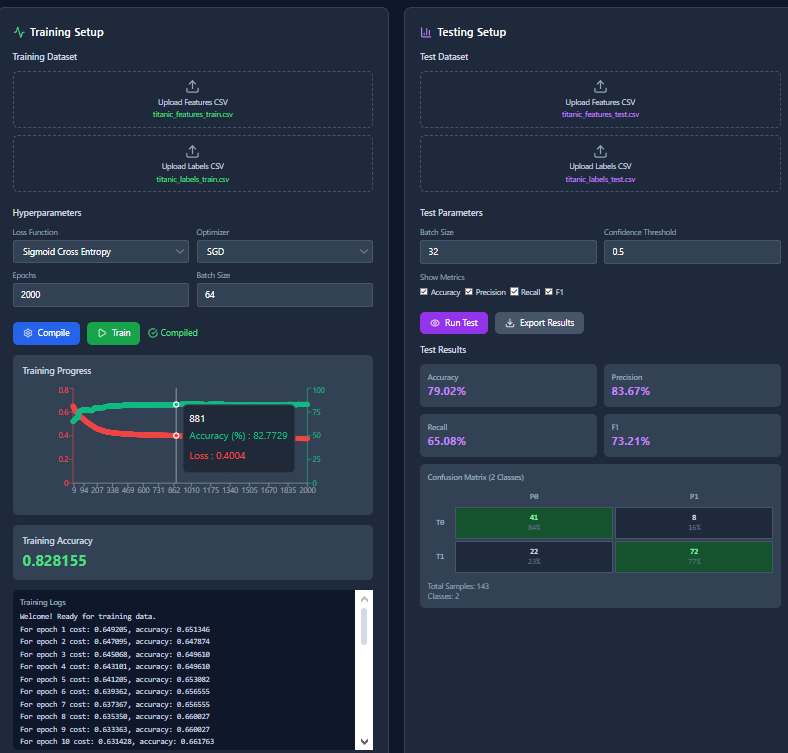 Training Setup
Training Dataset
Upload Features CSV
titanic_features_train.csv
Upload Labels CSV
titanic_labels_train.csv
Hyperparameters
Loss Function Optimizer
Sigmoid Cross Entropy SGD
Epochs Batch Size
2000 64
Compile Train Compiled
Training Progress
0.8 100
0.6 75
0.4 50
0.2 25
0 0
9 94 207 338 469 600 731 862 1010 1175 1340 1505 1670 1835 2000
881
Accuracy (%) : 82.7729
Loss : 0.4004
Training Accuracy
0.828155
Training Logs
Welcome! Ready for training data.
For epoch 1 cost: 0.649205, accuracy: 0.651346
For epoch 2 cost: 0.647095, accuracy: 0.647874
For epoch 3 cost: 0.645068, accuracy: 0.649610
For epoch 4 cost: 0.643101, accuracy: 0.649610
For epoch 5 cost: 0.641205, accuracy: 0.653082
For epoch 6 cost: 0.639362, accuracy: 0.656555
For epoch 7 cost: 0.637367, accuracy: 0.656555
For epoch 8 cost: 0.635350, accuracy: 0.660027
For epoch 9 cost: 0.633363, accuracy: 0.660027
For epoch 10 cost: 0.631428, accuracy: 0.661763
Testing Setup
Test Dataset
Upload Features CSV
titanic_features_test.csv
Upload Labels CSV
titanic_labels_test.csv
Test Parameters
Batch Size Confidence Threshold
32 0.5
Show Metrics
Accuracy Precision Recall F1
Run Test Export Results
Test Results
Accuracy Precision
79.02% 83.67%
Recall F1
65.08% 73.21%
Confusion Matrix (2 Classes)
P0 P1
T0 41 8
84% 16%
T1 22 72
23% 77%
Total Samples: 143
Classes: 2